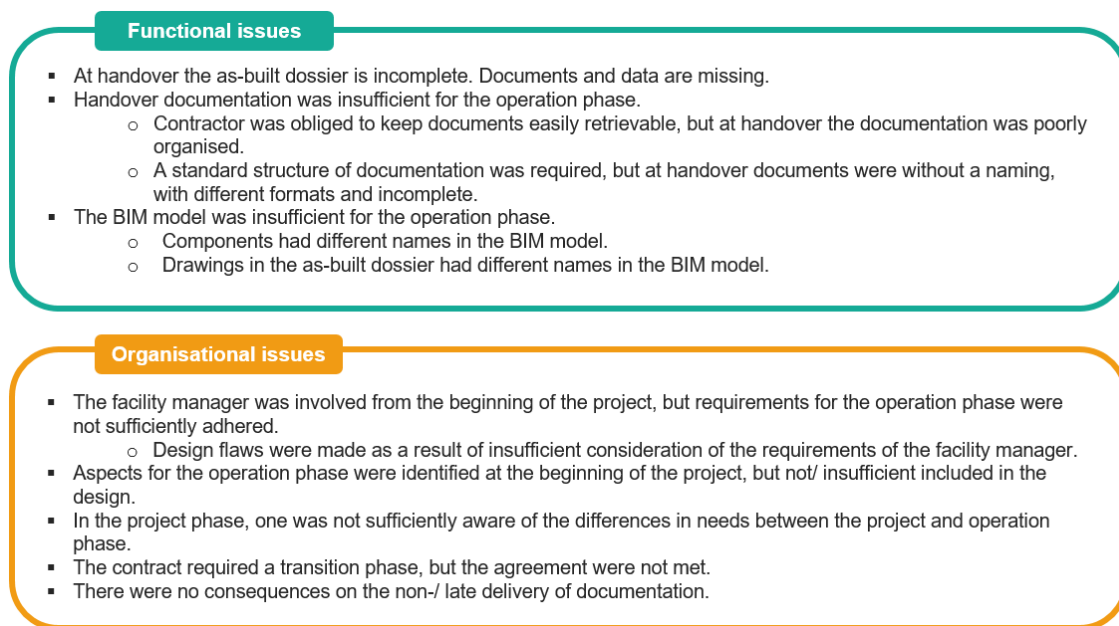 Functional issues
▪ At handover the as-built dossier is incomplete. Documents and data are missing.
▪ Handover documentation was insufficient for the operation phase.
o Contractor was obliged to keep documents easily retrievable, but at handover the documentation was poorly
organised.
o A standard structure of documentation was required, but at handover documents were without a naming,
with different formats and incomplete.
▪ The BIM model was insufficient for the operation phase.
o Components had different names in the BIM model.
o Drawings in the as-built dossier had different names in the BIM model.
Organisational issues
▪ The facility manager was involved from the beginning of the project, but requirements for the operation phase were
not sufficiently adhered.
o Design flaws were made as a result of insufficient consideration of the requirements of the facility manager.
▪ Aspects for the operation phase were identified at the beginning of the project, but not/ insufficient included in the
design.
▪ In the project phase, one was not sufficiently aware of the differences in needs between the project and operation
phase.
▪ The contract required a transition phase, but the agreement were not met.
▪ There were no consequences on the non-/ late delivery of documentation.